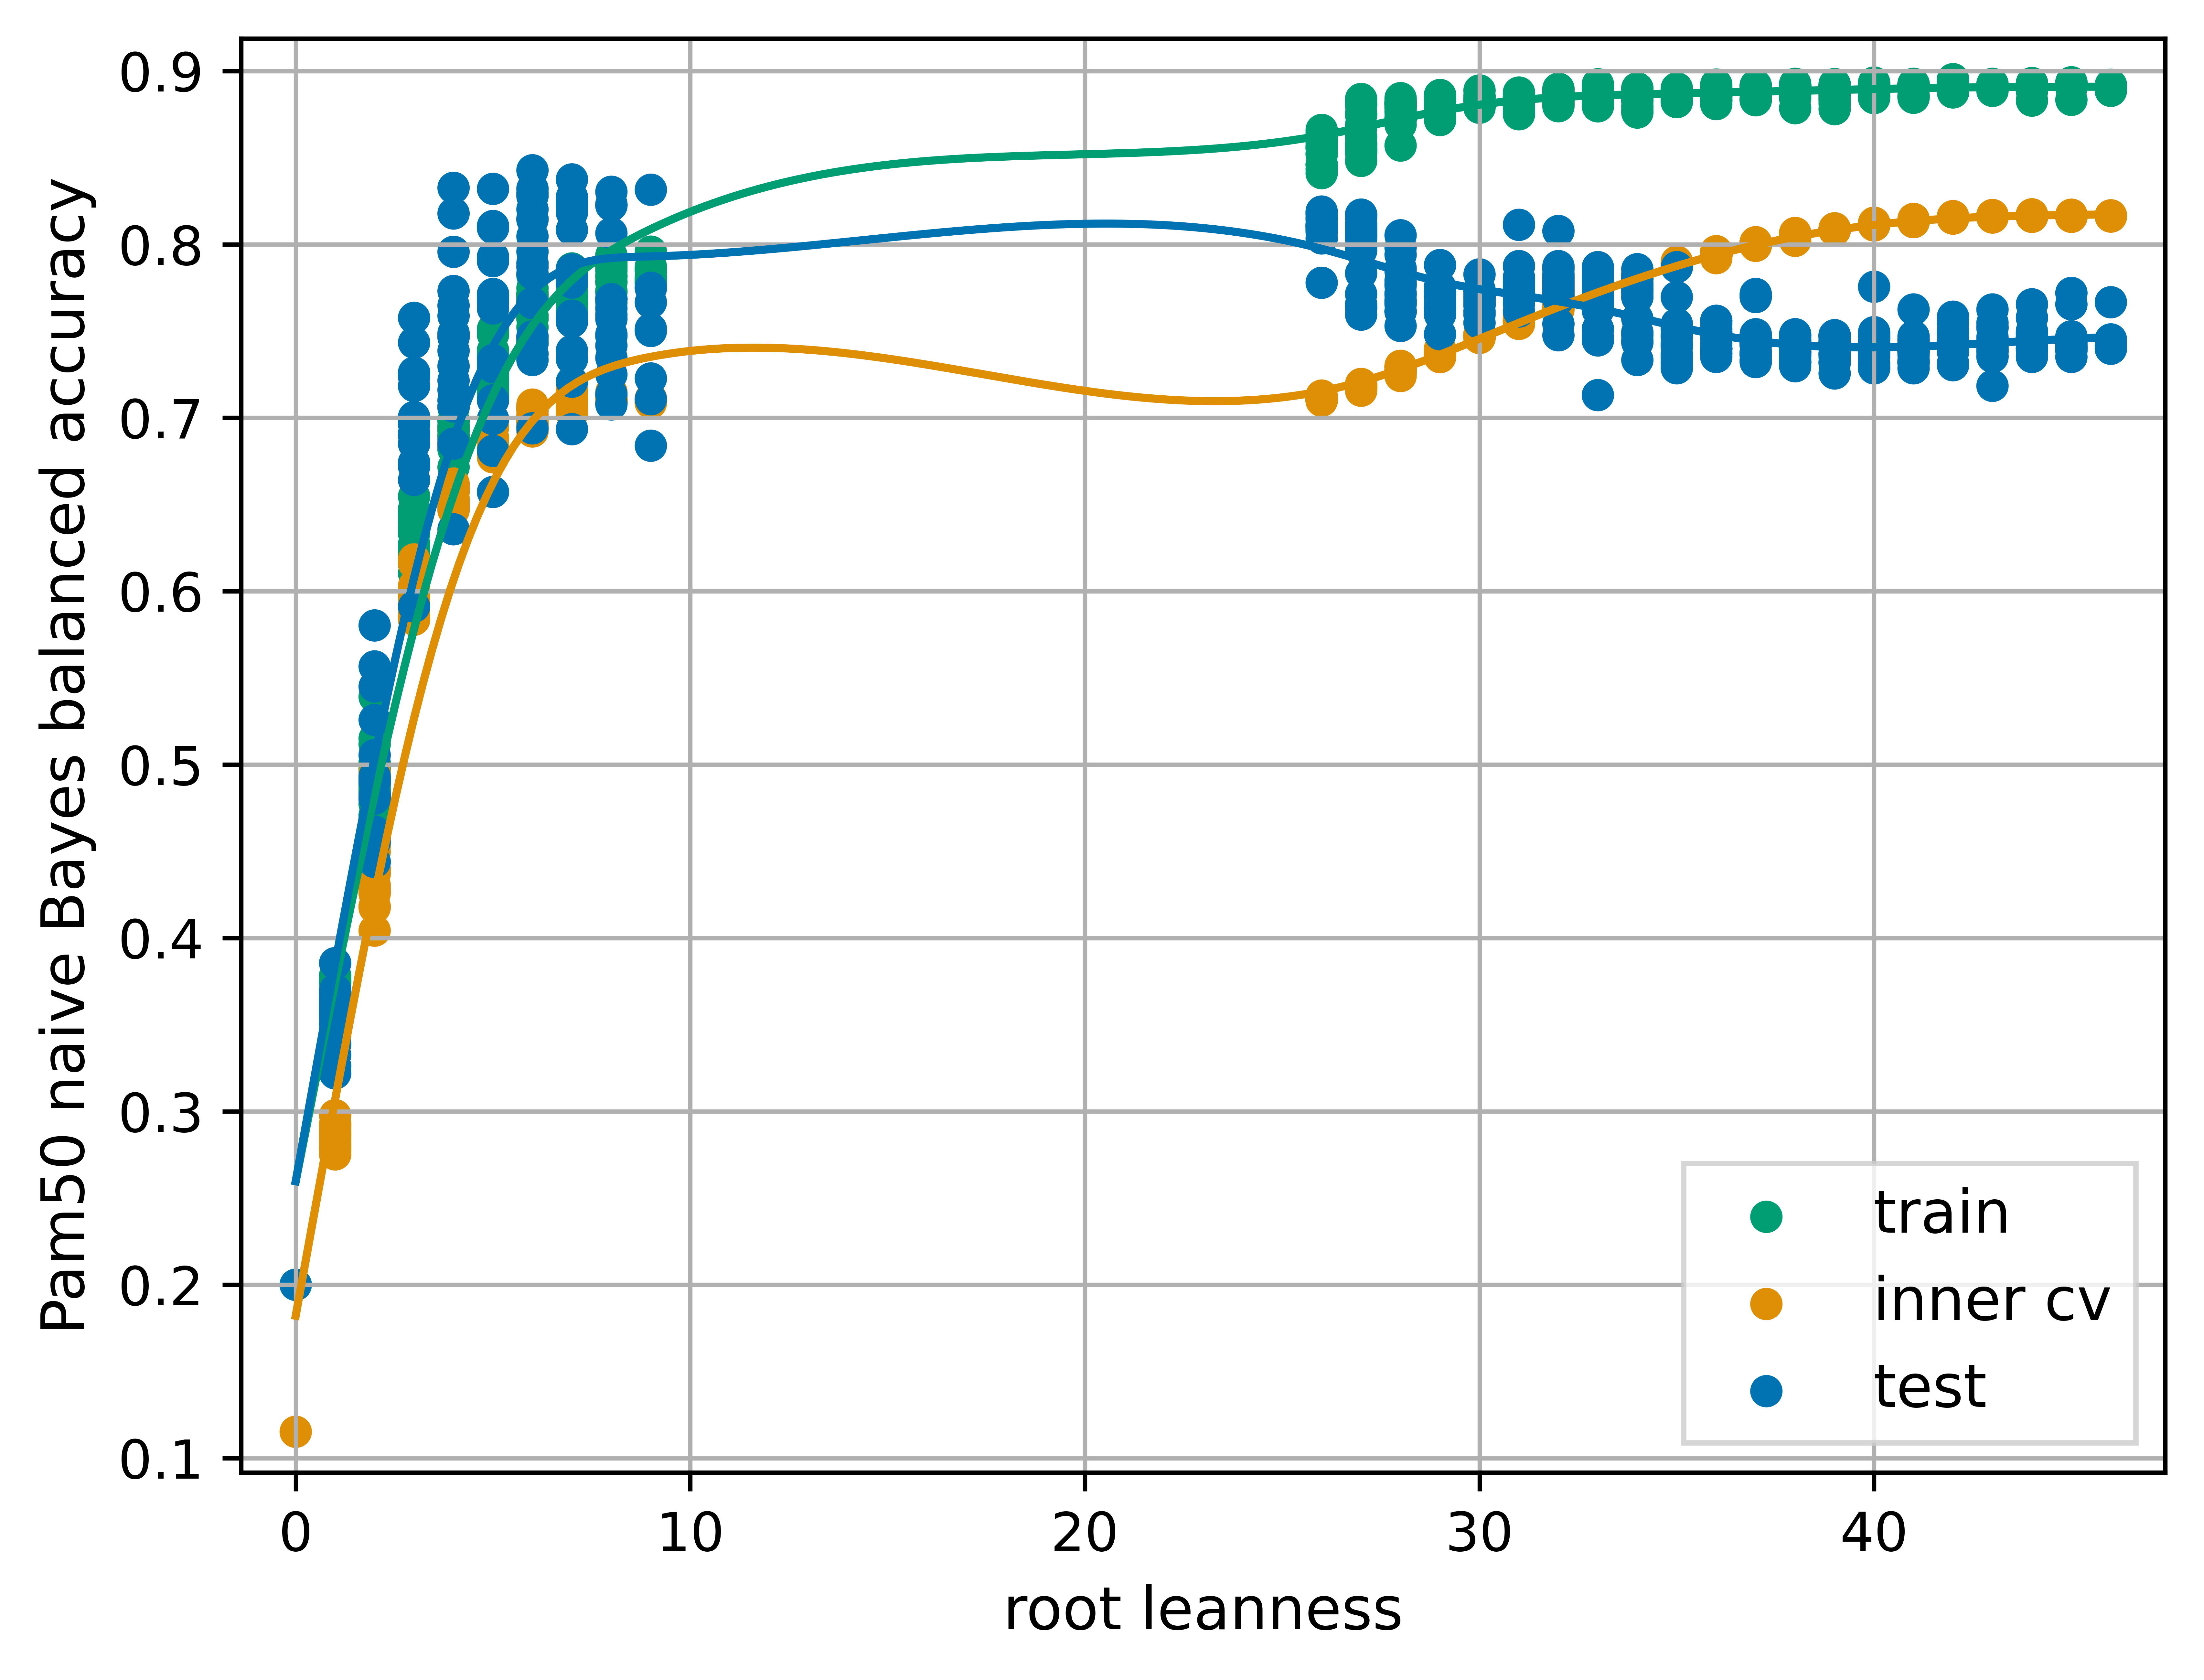 Pam50 naive Bayes balanced accuracy
0.9
0.8
0.7
0.6
0.5
0.4
0.3
0.2
0.1
0 10 20 30 40
root leanness
train
inner cv
test